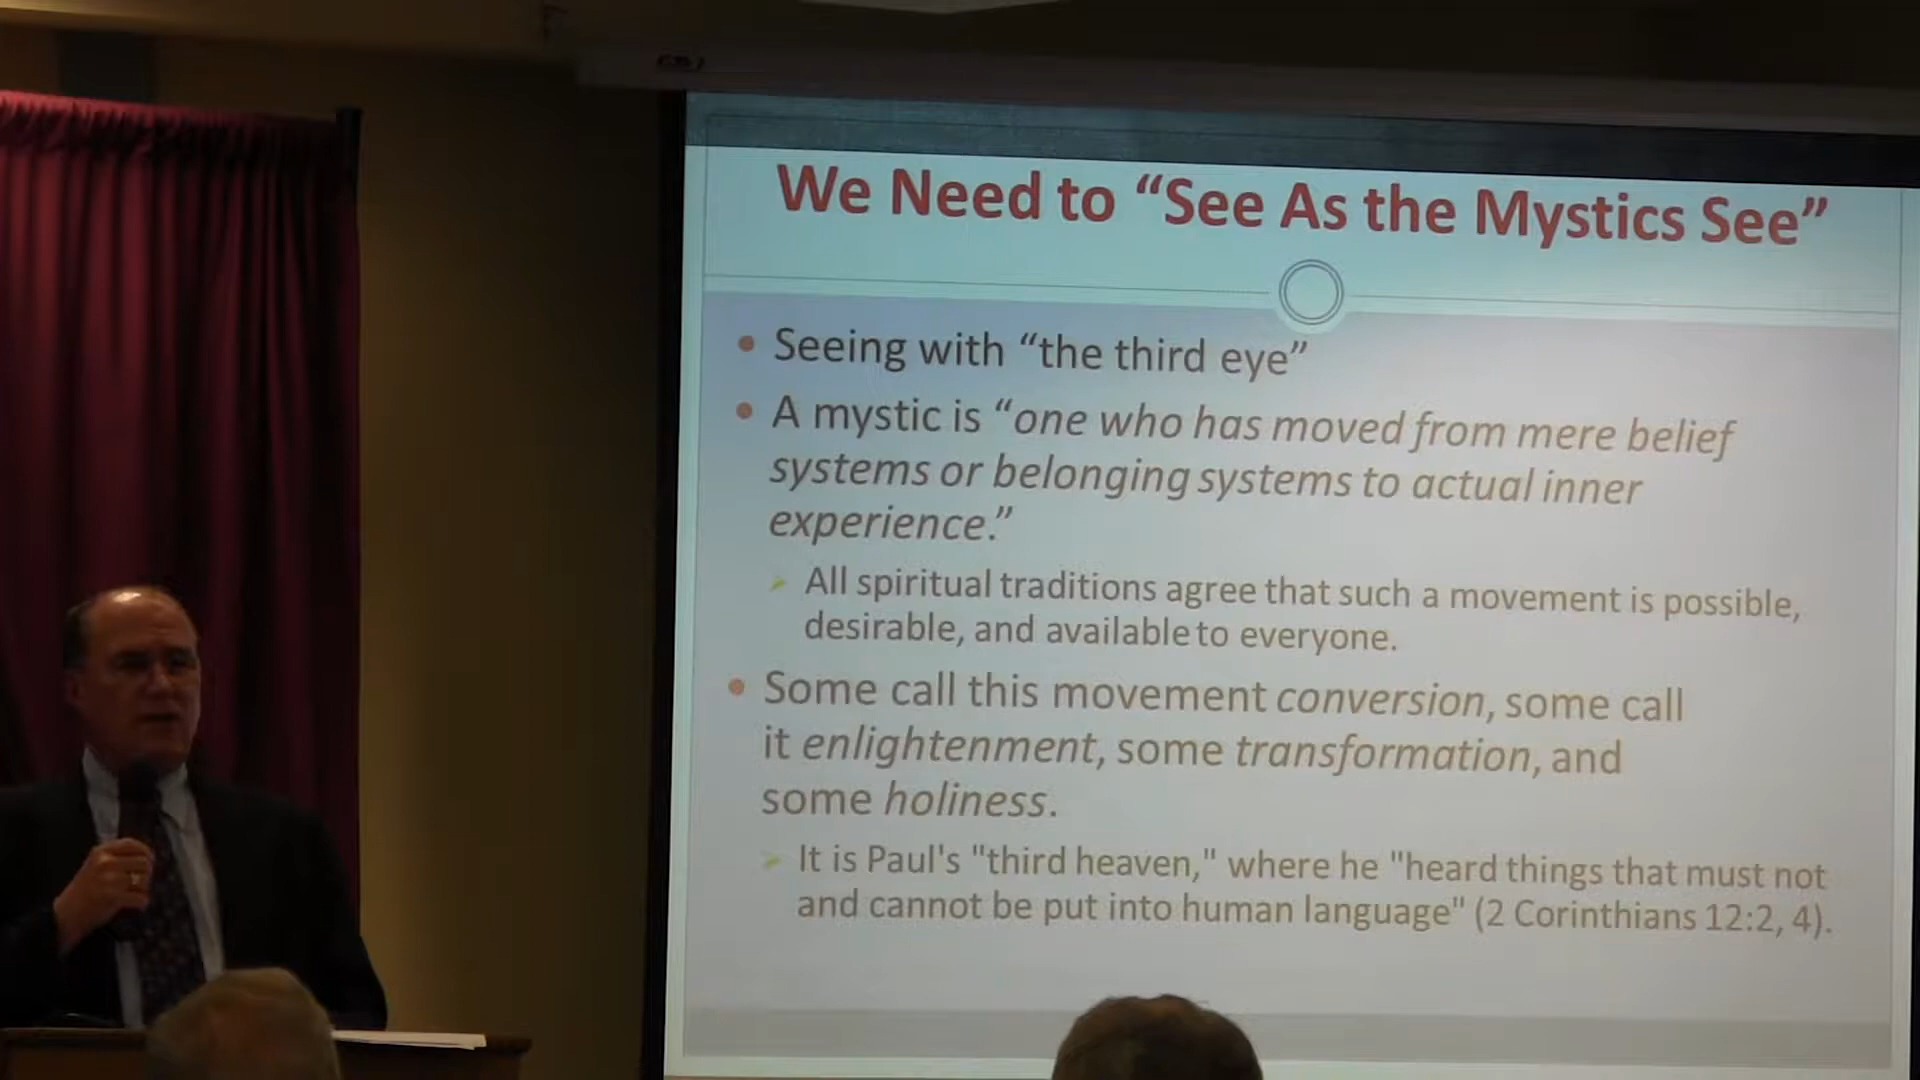 We Need to “See As the Mystics See”
• Seeing with “the third eye”
• A mystic is “one who has moved from mere belief
systems or belonging systems to actual inner
experience.”
➢ All spiritual traditions agree that such a movement is possible,
desirable, and available to everyone.
• Some call this movement conversion, some call
it enlightenment, some transformation, and
some holiness.
➢ It is Paul's "third heaven," where he "heard things that must not
and cannot be put into human language" (2 Corinthians 12:2, 4).